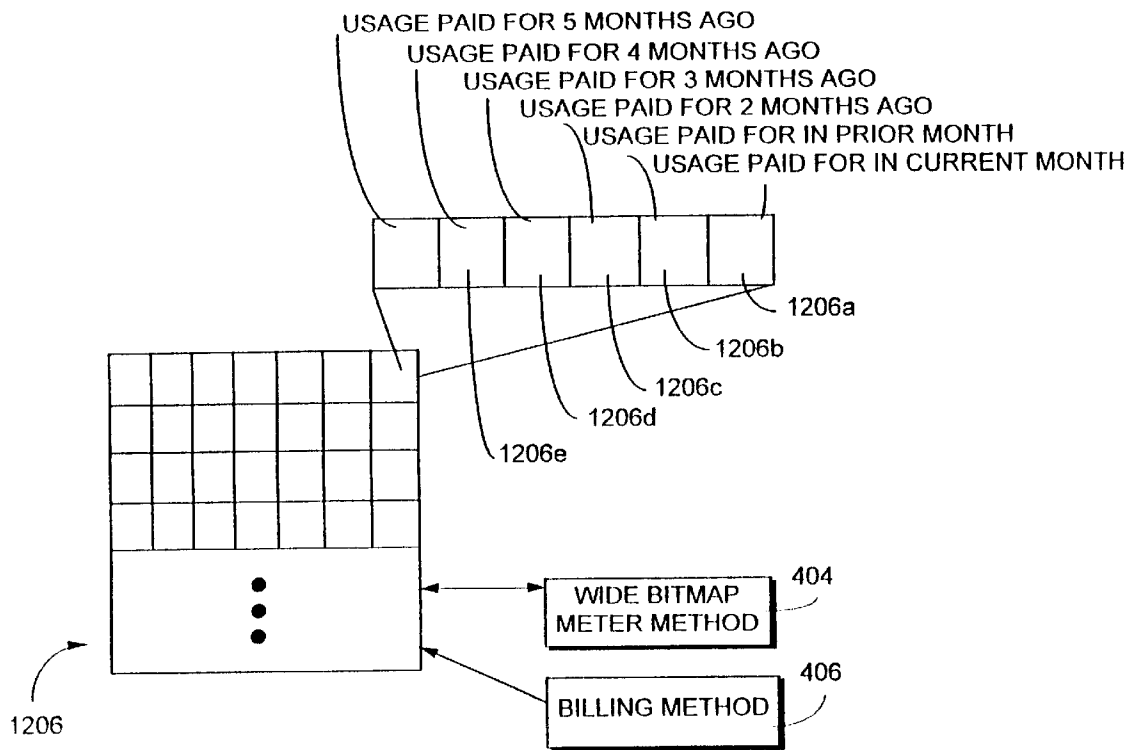 USAGE PAID FOR 5 MONTHS AGO
USAGE PAID FOR 4 MONTHS AGO
USAGE PAID FOR 3 MONTHS AGO
USAGE PAID FOR 2 MONTHS AGO
USAGE PAID FOR IN PRIOR MONTH
USAGE PAID FOR IN CURRENT MONTH
1206a
1206b
1206c
1206d
1206e
404
WIDE BITMAP
METER METHOD
406
BILLING METHOD
1206